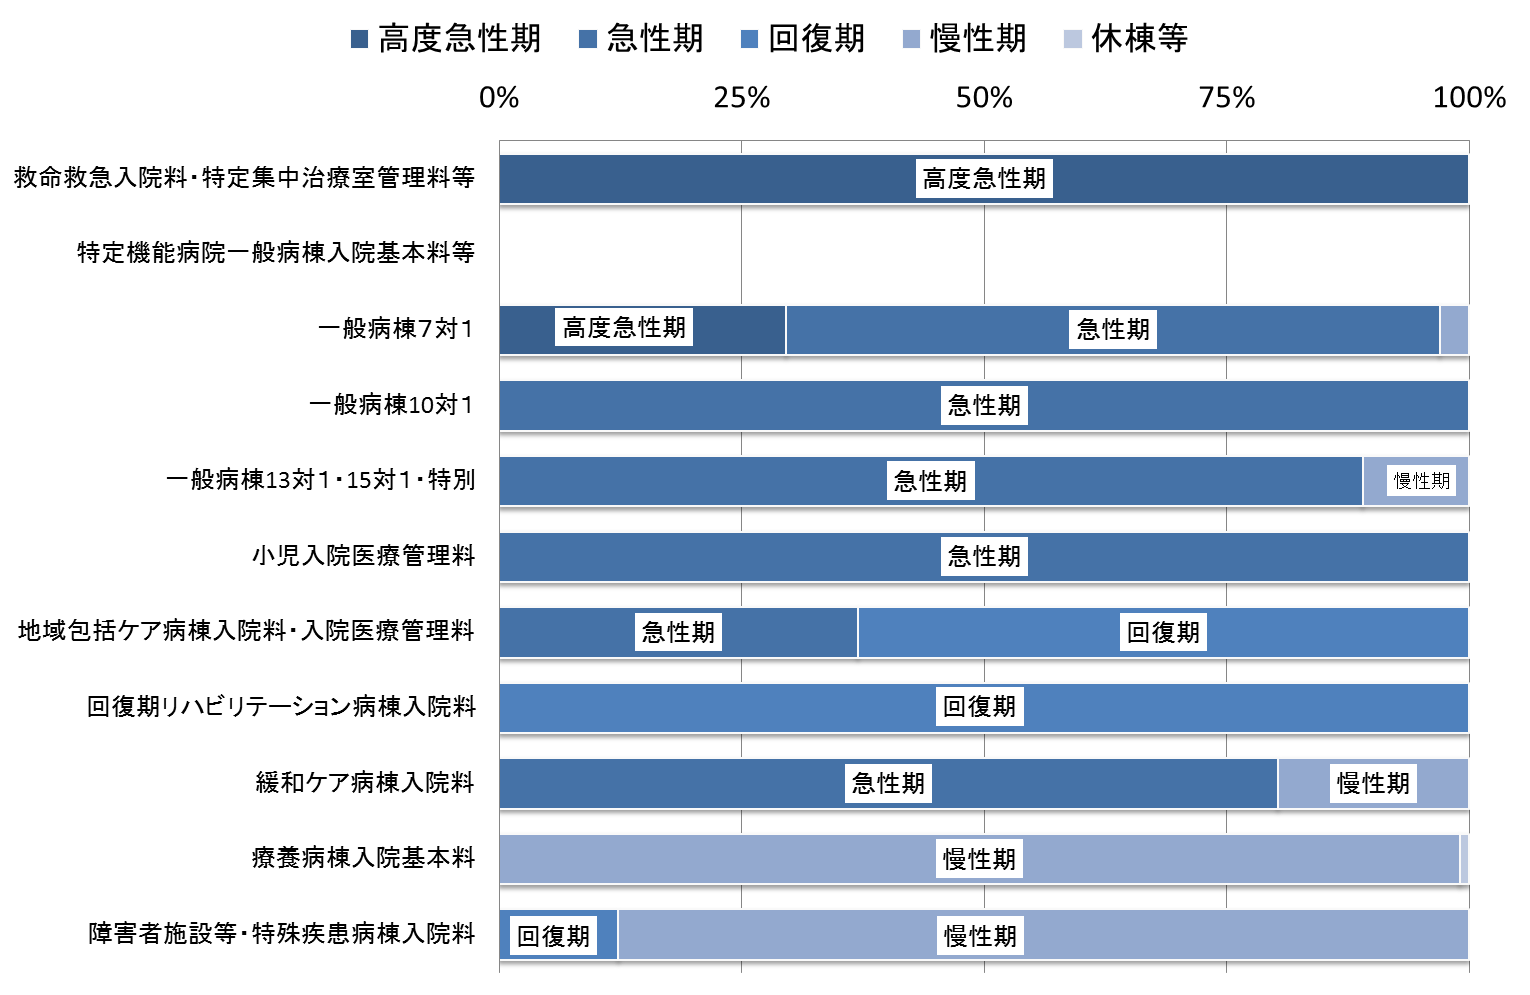 高度急性期 急性期 回復期 慢性期 休棟等
0% 25% 50% 75% 100%
救命救急入院料・特定集中治療室管理料等 高度急性期
特定機能病院一般病棟入院基本料等
一般病棟７対１ 高度急性期 急性期
一般病棟10対１ 急性期
一般病棟13対１・15対１・特別 急性期 慢性期
小児入院医療管理料 急性期
地域包括ケア病棟入院料・入院医療管理料 急性期 回復期
回復期リハビリテーション病棟入院料 回復期
緩和ケア病棟入院料 急性期 慢性期
療養病棟入院基本料 慢性期
障害者施設等・特殊疾患病棟入院料 回復期 慢性期